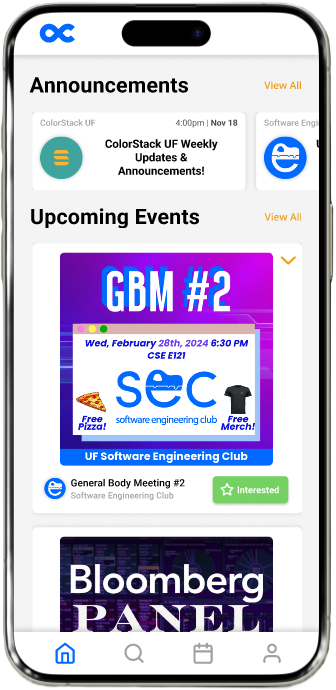 OC
Announcements
View All
ColorStack UF
4:00pm | Nov 18
ColorStack UF Weekly
Updates &
Announcements!
Software Engi
Upcoming Events
View All
GBM #2
Wed, February 28th, 2024 6:30 PM
CSE E121
sec
software engineering club
Free
Pizza!
Free
Merch!
UF Software Engineering Club
General Body Meeting #2
Software Engineering Club
Interested
Bloomberg
PANEL